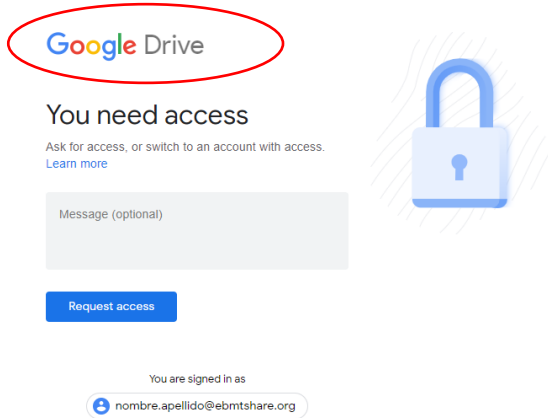 Google Drive
You need access
Ask for access, or switch to an account with access.
Learn more
Message (optional)
Request access
You are signed in as
nombre.apellido@ebmtshare.org